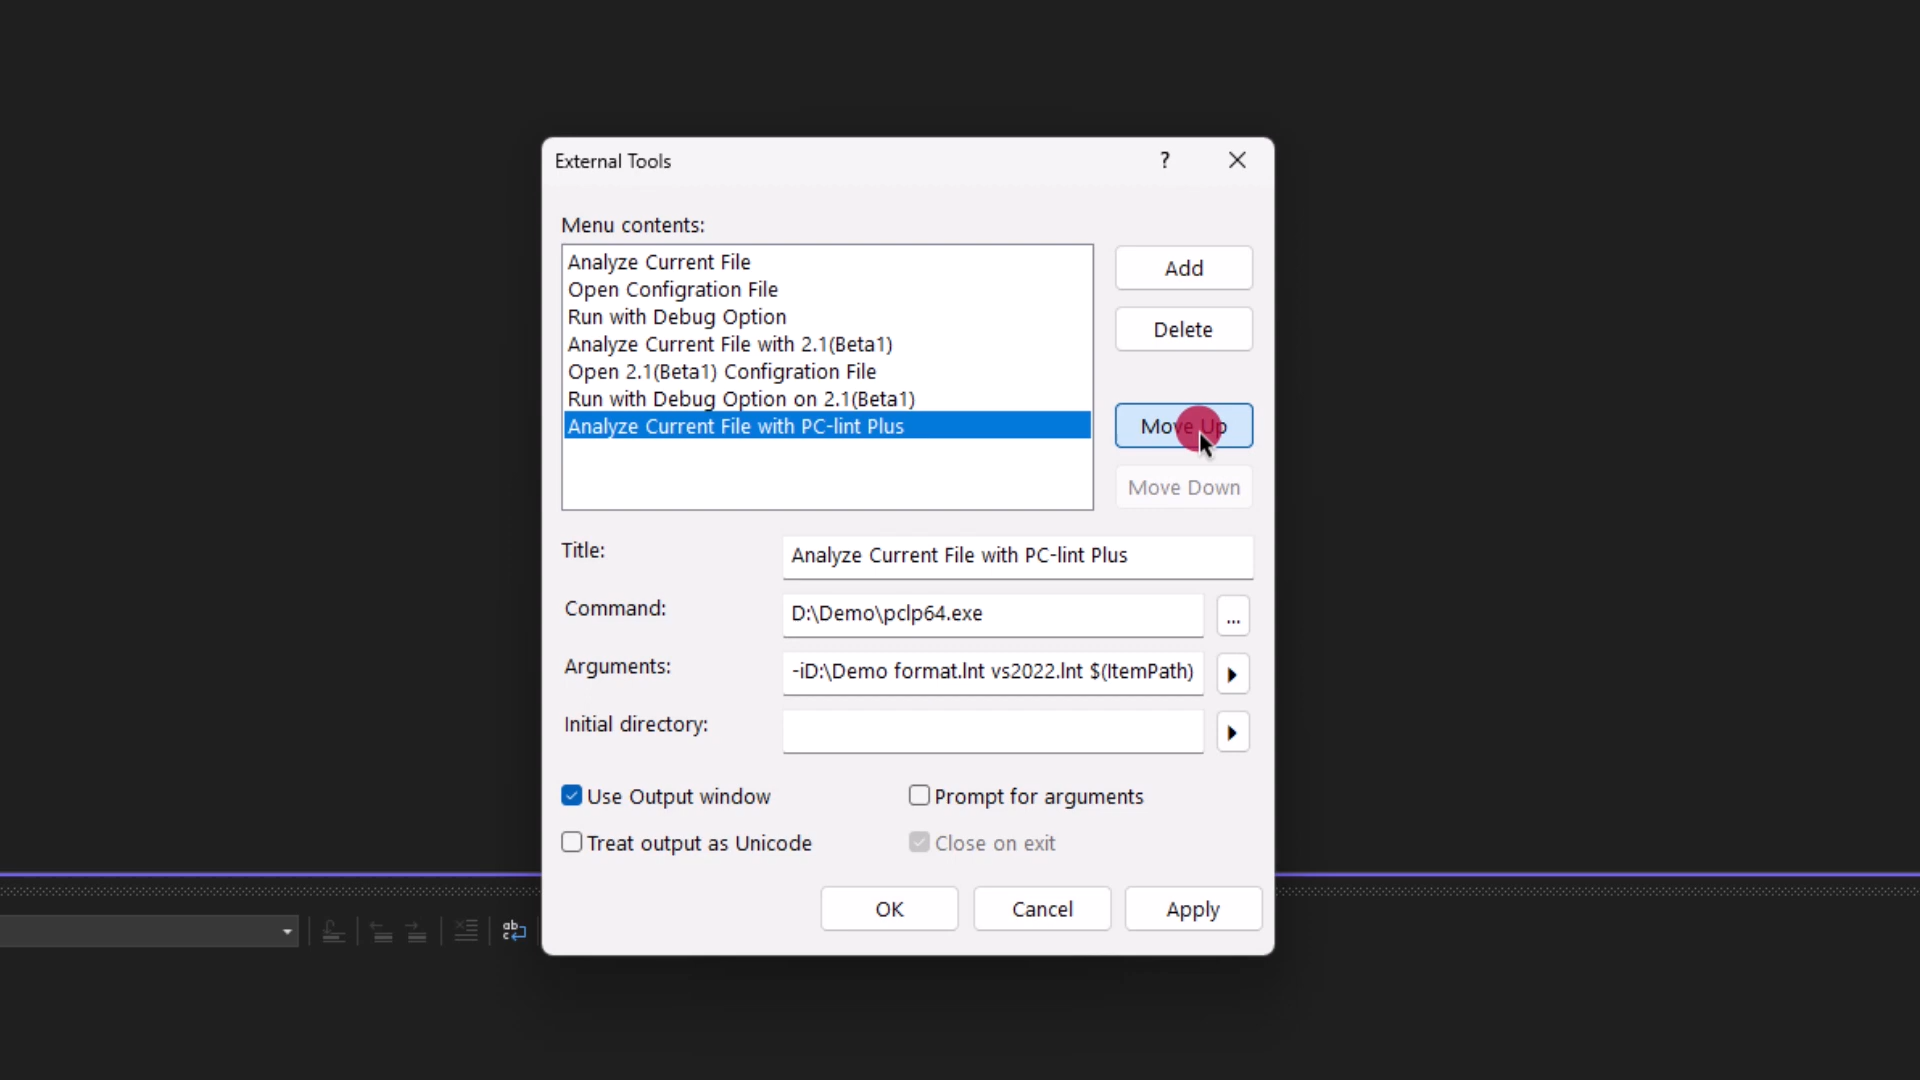 External Tools
?
Menu contents:
Analyze Current File
Open Configration File
Run with Debug Option
Analyze Current File with 2.1(Beta1)
Open 2.1(Beta1) Configration File
Run with Debug Option on 2.1(Beta1)
Analyze Current File with PC-lint Plus
Add
Delete
Move Up
Move Down
Title:
Analyze Current File with PC-lint Plus
Command:
D:\Demo\pclp64.exe
...
Arguments:
-iD:\Demo format.lnt vs2022.lnt $(ItemPath)
Initial directory:
Use Output window
Prompt for arguments
Treat output as Unicode
Close on exit
OK
Cancel
Apply